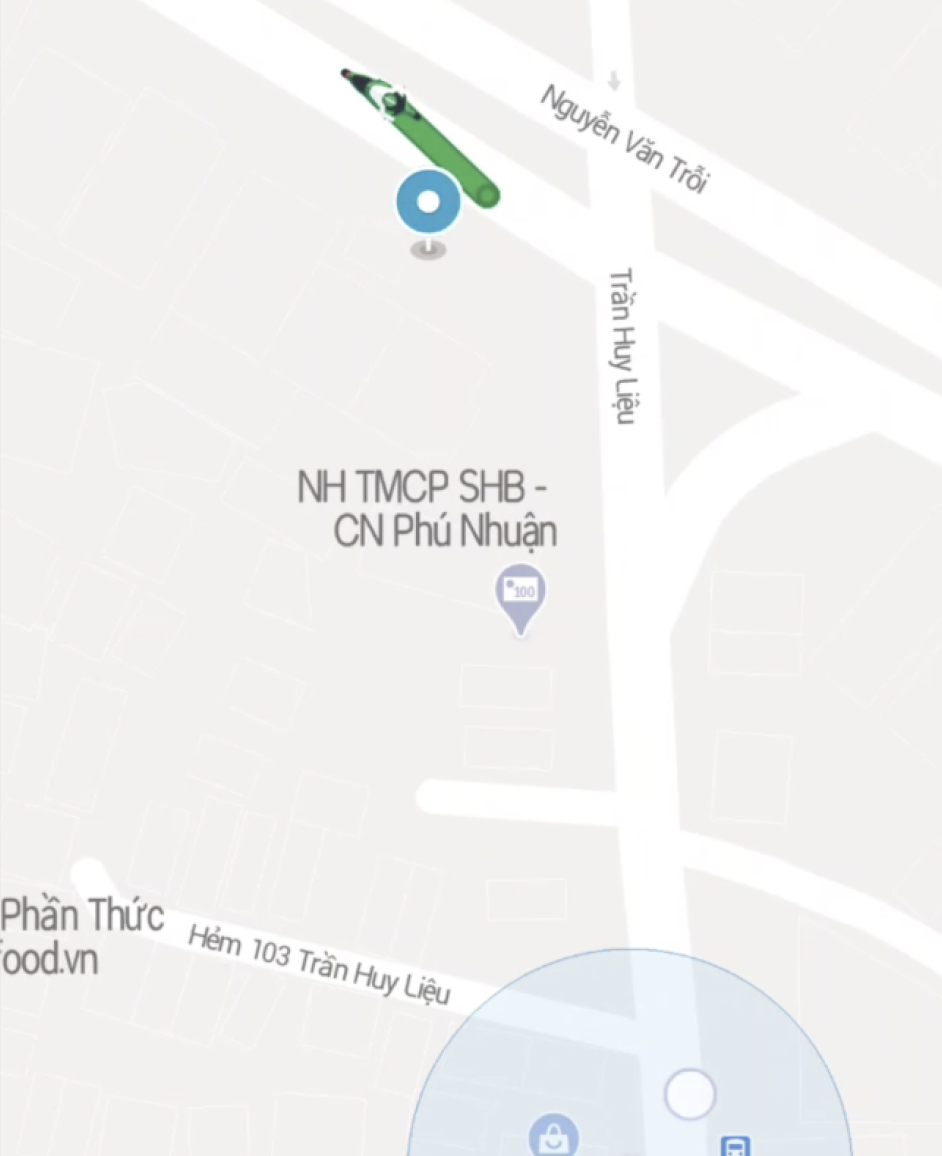 Nguyễn Văn Trỗi
Trần Huy Liệu
NH TMCP SHB -
CN Phú Nhuận
100
Phần Thức
ood.vn
Hẻm 103 Trần Huy Liệu